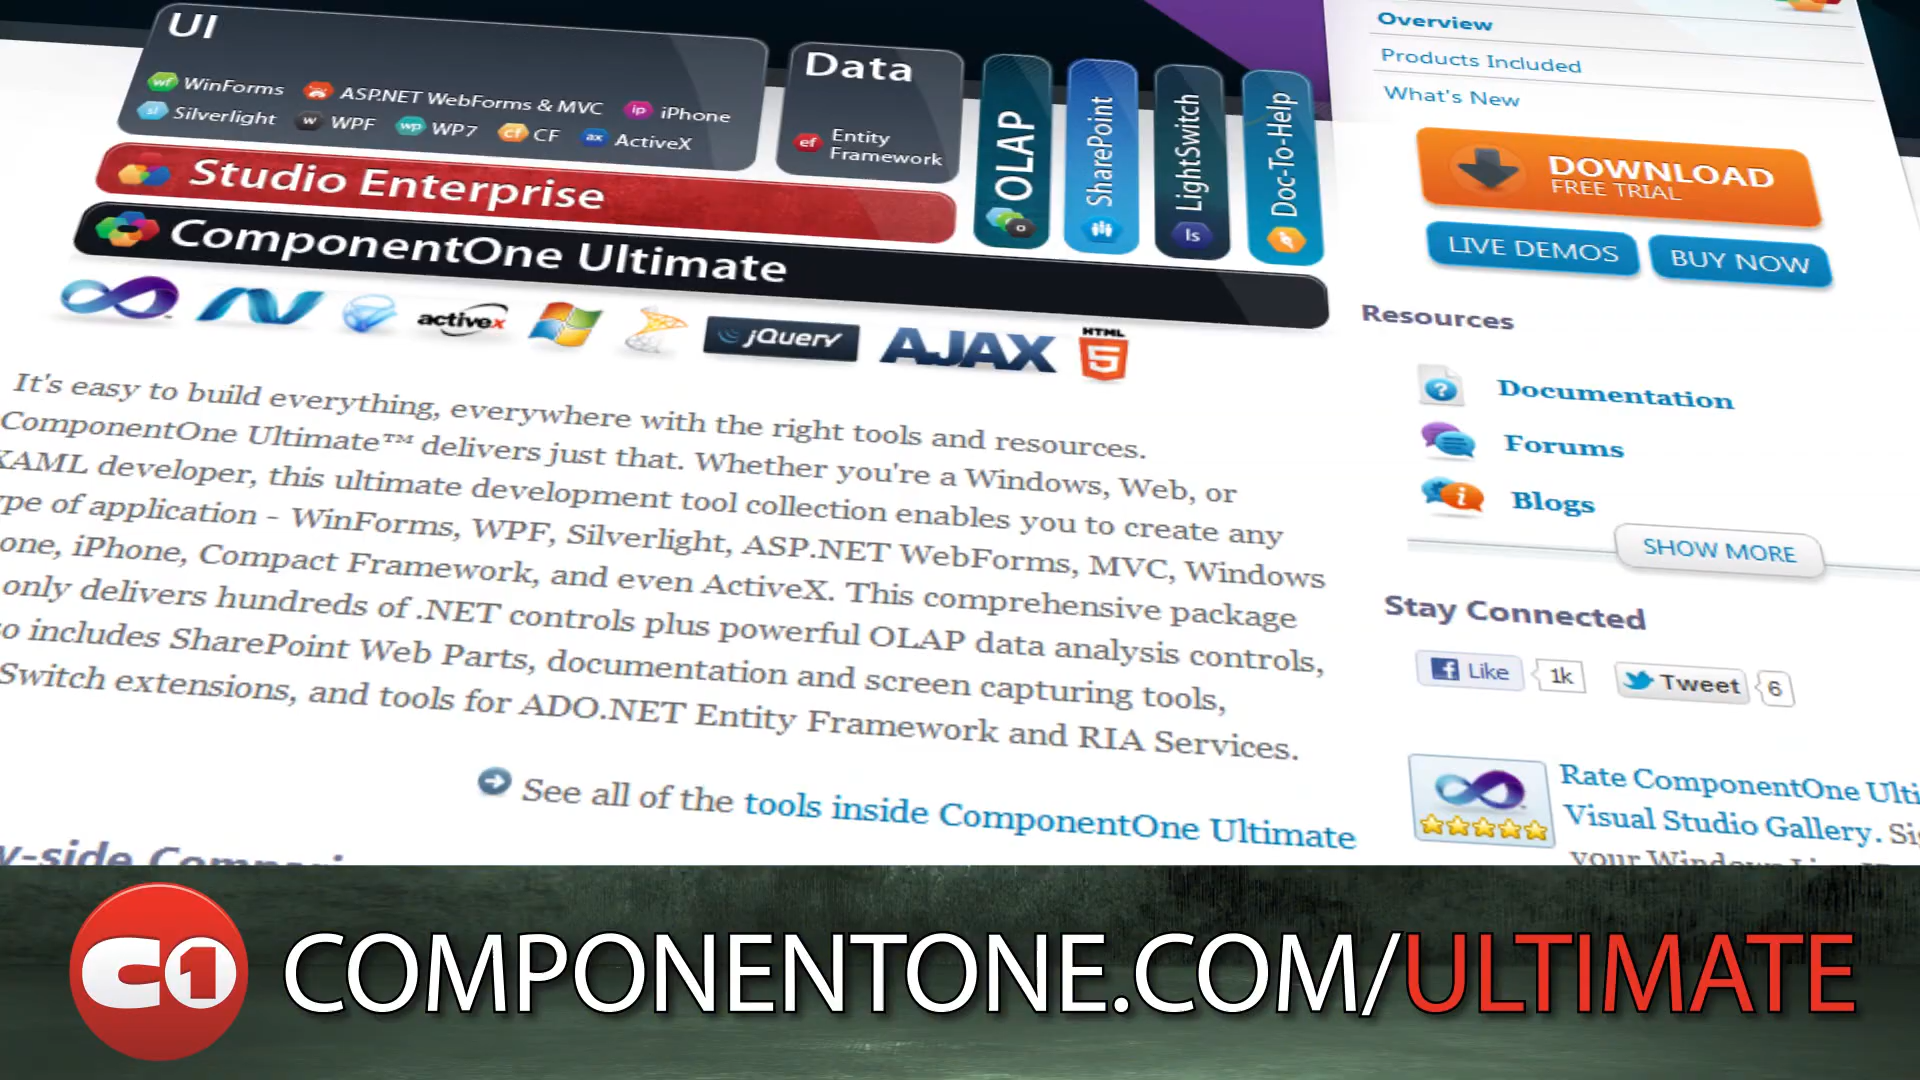 UI
WinForms
ASP.NET WebForms & MVC
iPhone
Silverlight
WPF
WP7
CF
ActiveX
Data
Entity
Framework
OLAP
SharePoint
LightSwitch
Doc-To-Help
Studio Enterprise
ComponentOne Ultimate
activex
jQuery
AJAX
HTML
5
It's easy to build everything, everywhere with the right tools and resources.
ComponentOne Ultimate™ delivers just that. Whether you're a Windows, Web, or
XAML developer, this ultimate development tool collection enables you to create any
ype of application - WinForms, WPF, Silverlight, ASP.NET WebForms, MVC, Windows
one, iPhone, Compact Framework, and even ActiveX. This comprehensive package
only delivers hundreds of .NET controls plus powerful OLAP data analysis controls,
so includes SharePoint Web Parts, documentation and screen capturing tools,
Switch extensions, and tools for ADO.NET Entity Framework and RIA Services.
See all of the tools inside ComponentOne Ultimate
y-side
Overview
Products Included
What's New
DOWNLOAD
FREE TRIAL
LIVE DEMOS
BUY NOW
Resources
Documentation
Forums
Blogs
SHOW MORE
Stay Connected
Like 1k
Tweet 6
Rate ComponentOne Ulti
Visual Studio Gallery. Sig
your Windows
C1
COMPONENTONE.COM/ULTIMATE